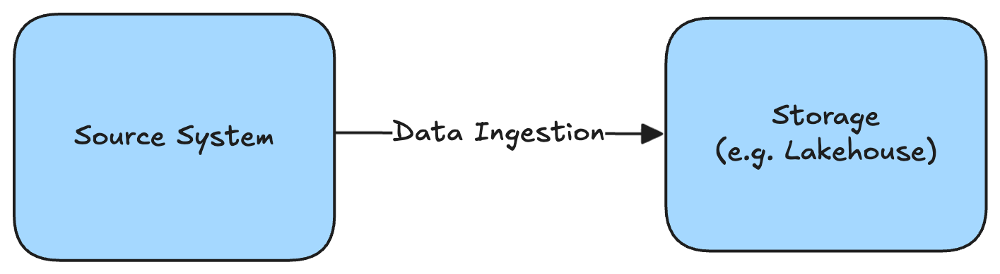 Source System
Data Ingestion
Storage
(e.g. Lakehouse)